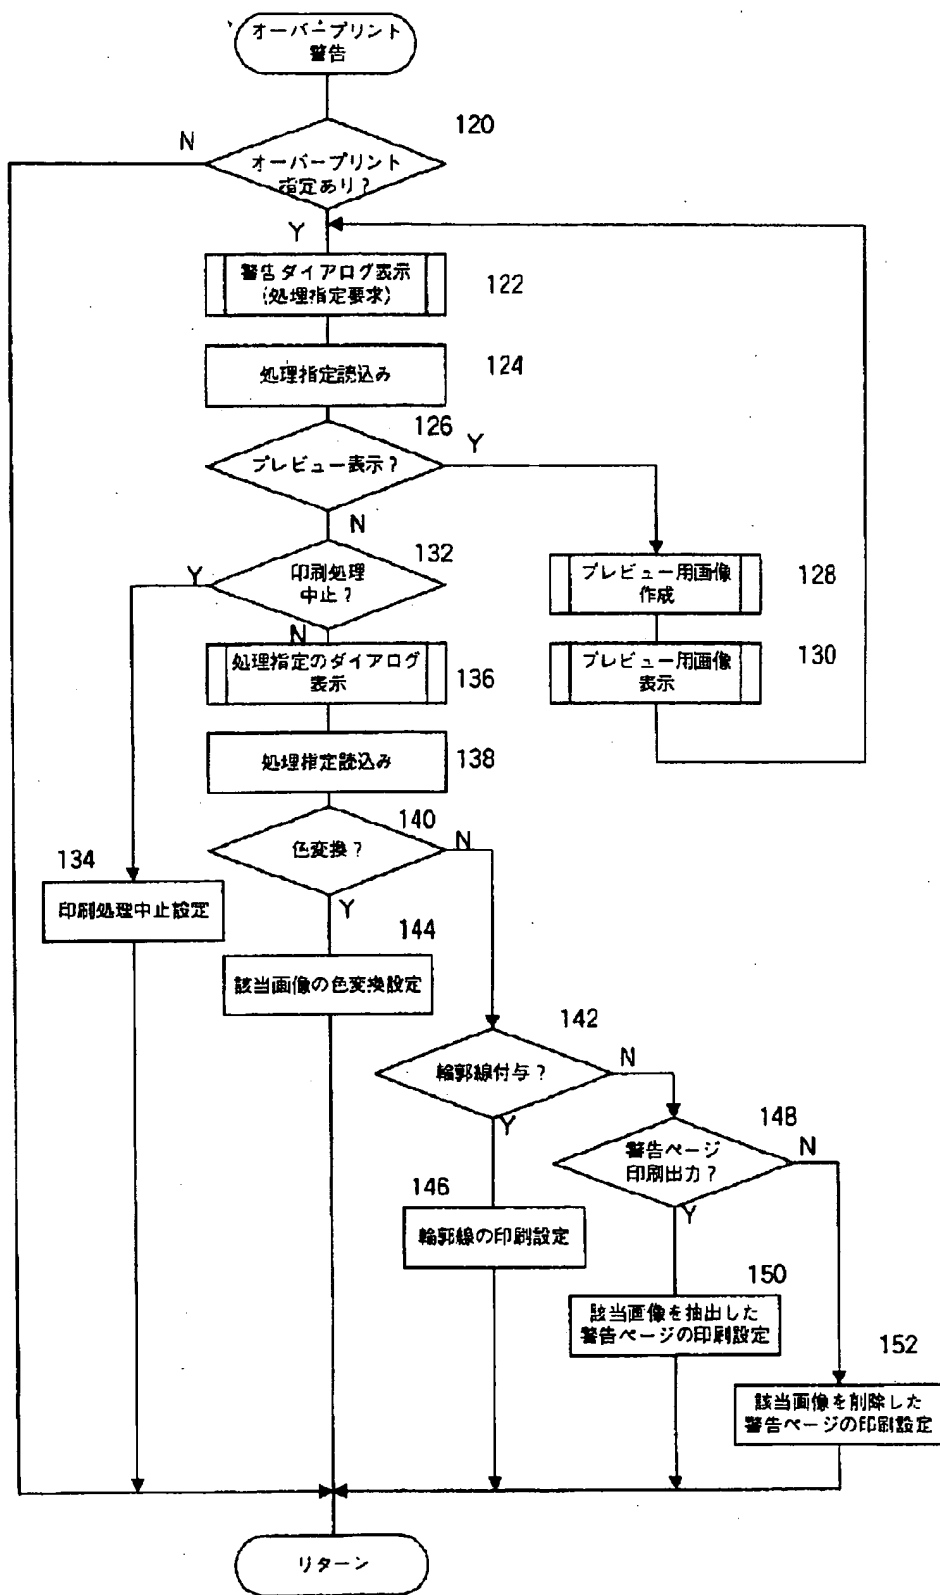 オーバープリント
警告
120
N
オーバープリント
指定あり？
Y
警告ダイアログ表示
(処理指定要求)
122
処理指定読込み
124
126
プレビュー表示？
Y
N
132
印刷処理
中止？
Y
N
プレビュー用画像
作成
128
プレビュー用画像
表示
130
処理指定のダイアログ
表示
136
処理指定読込み
138
140
色変換？
N
Y
134
印刷処理中止設定
144
該当画像の色変換設定
142
輪郭線付与？
N
Y
148
警告ページ
印刷出力？
N
Y
146
輪郭線の印刷設定
150
該当画像を抽出した
警告ページの印刷設定
152
該当画像を削除した
警告ページの印刷設定
リターン